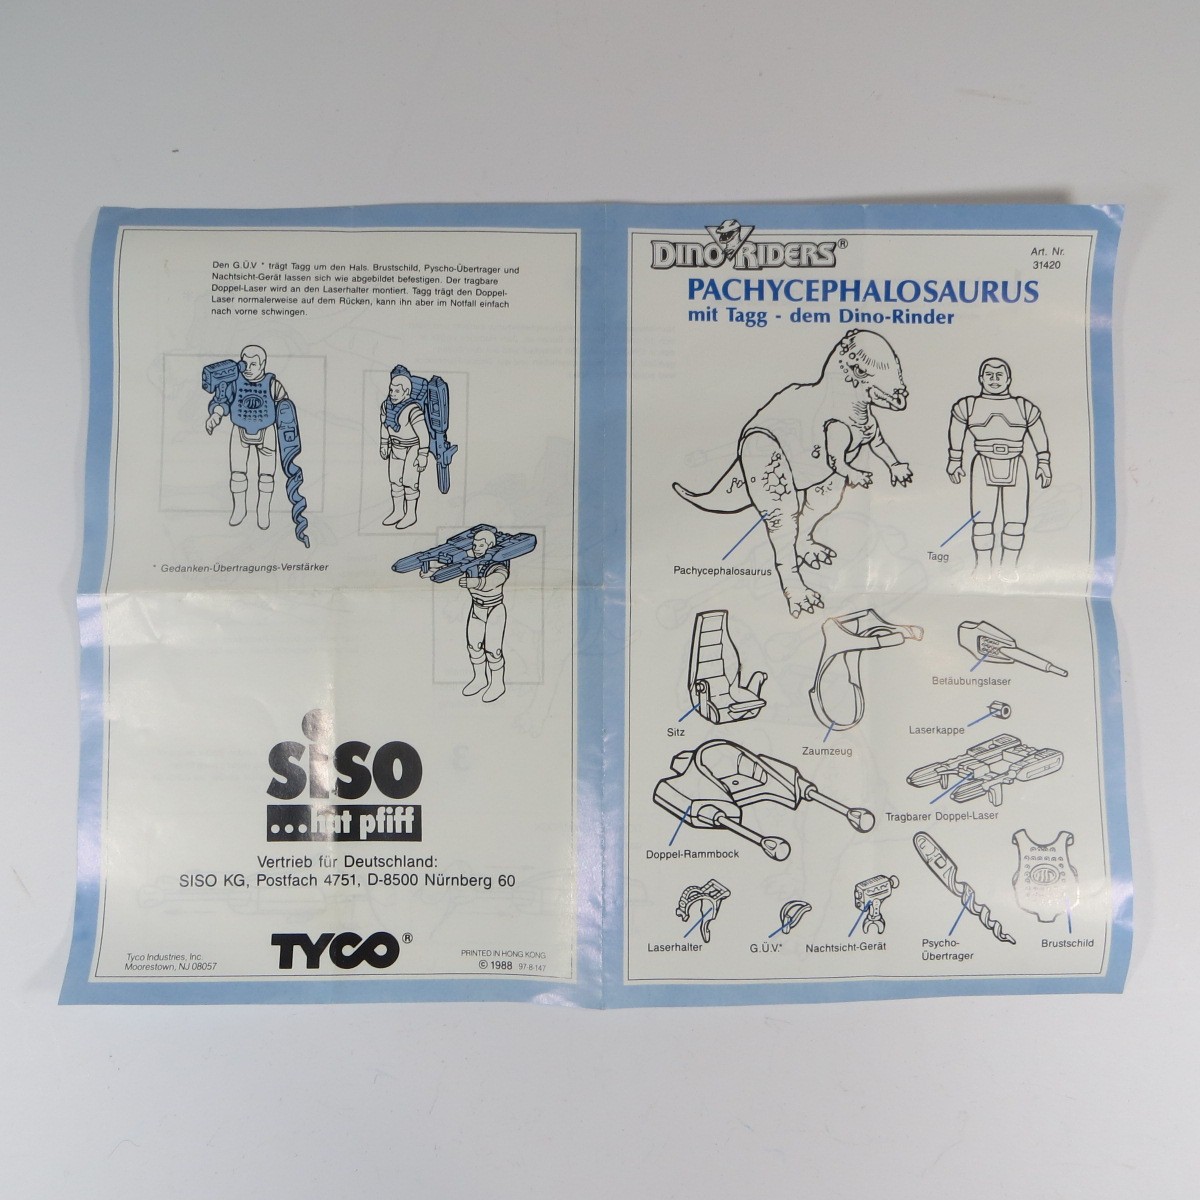 Den G.Ü.V * trägt Tagg um den Hals. Brustschild, Pyscho-Übertrager und
Nachtsicht-Gerät lassen sich wie abgebildet befestigen. Der tragbare
Doppel-Laser wird an den Laserhalter montiert. Tagg trägt den Doppel-
Laser normalerweise auf dem Rücken, kann ihn aber im Notfall einfach
nach vorne schwingen.
* Gedanken-Übertragungs-Verstärker
siso
...hat pfiff
Vertrieb für Deutschland:
SISO KG, Postfach 4751, D-8500 Nürnberg 60
TYCO®
Tyco Industries, Inc.
Moorestown, NJ 08057
PRINTED IN HONG KONG
© 1988 97-8-147
DINO RIDERS®
Art. Nr.
31420
PACHYCEPHALOSAURUS
mit Tagg - dem Dino-Rinder
Pachycephalosaurus
Tagg
Sitz
Zaumzeug
Betäubungslaser
Laserkappe
Tragbarer Doppel-Laser
Doppel-Rammbock
Laserhalter
G.Ü.V.*
Nachtsicht-Gerät
Psycho-
Übertrager
Brustschild